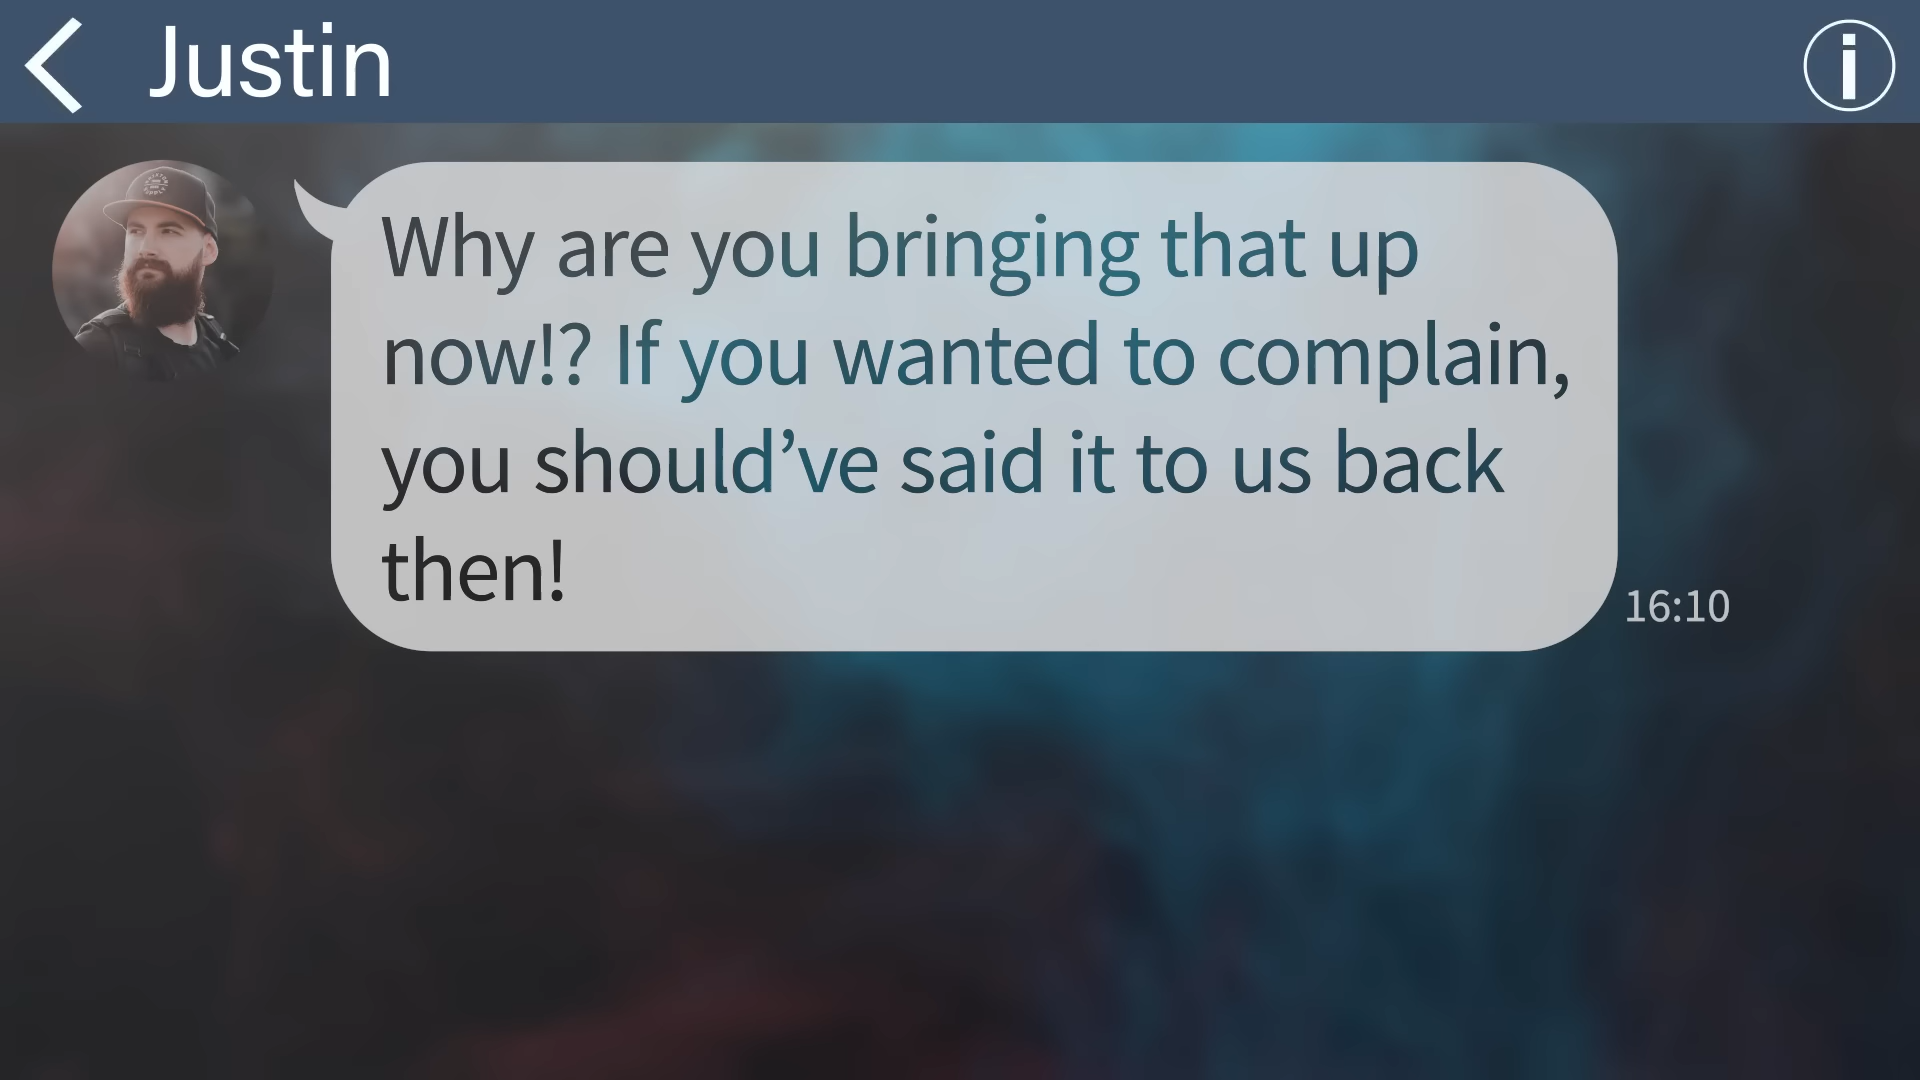 Justin
Why are you bringing that up
now!? If you wanted to complain,
you should’ve said it to us back
then!
16:10